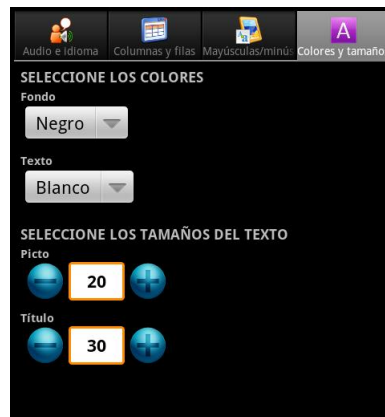 Audio e idioma Columnas y filas Mayúsculas/minús Colores y tamaño
SELECCIONE LOS COLORES
Fondo
Negro
Texto
Blanco
SELECCIONE LOS TAMAÑOS DEL TEXTO
Picto
20
Título
30